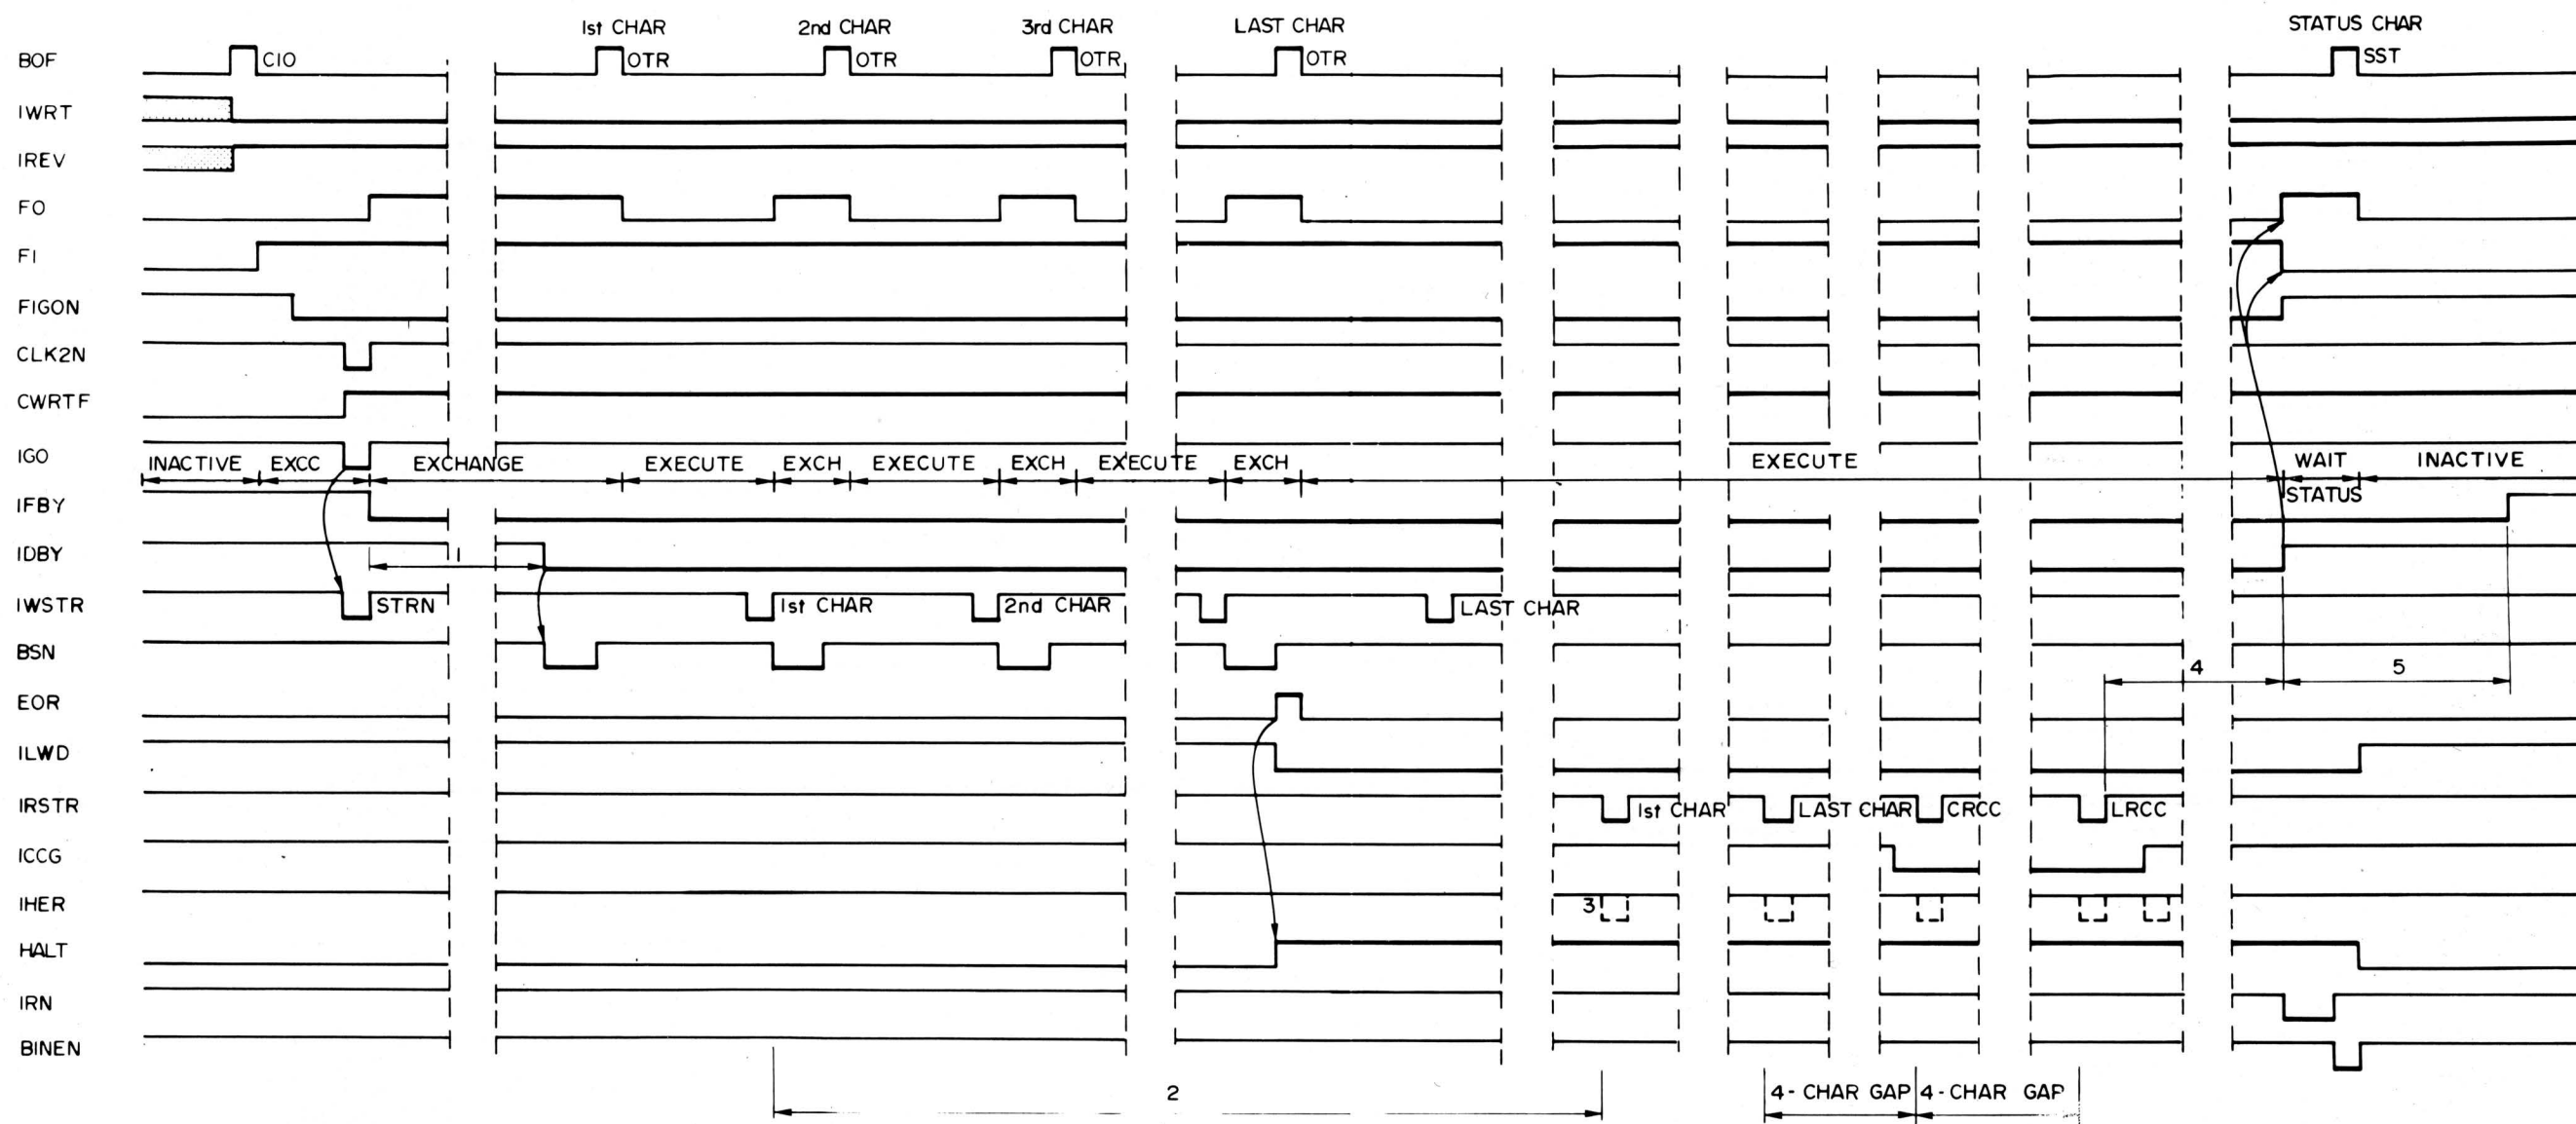 1st CHAR 2nd CHAR 3rd CHAR LAST CHAR STATUS CHAR
BOF CIO OTR OTR OTR OTR SST
IWRT
IREV
FO
FI
FIGON
CLK2N
CWRTF
IGO
INACTIVE EXCC EXCHANGE EXECUTE EXCH EXECUTE EXCH EXECUTE EXCH EXECUTE WAIT INACTIVE
STATUS
IFBY
IDBY 1
IWSTR STRN 1st CHAR 2nd CHAR LAST CHAR
BSN
4 5
EOR
ILWD
IRSTR 1st CHAR LAST CHAR CRCC LRCC
ICCG
IHER 3
HALT
IRN
BINEN
2 4-CHAR GAP 4-CHAR GAP